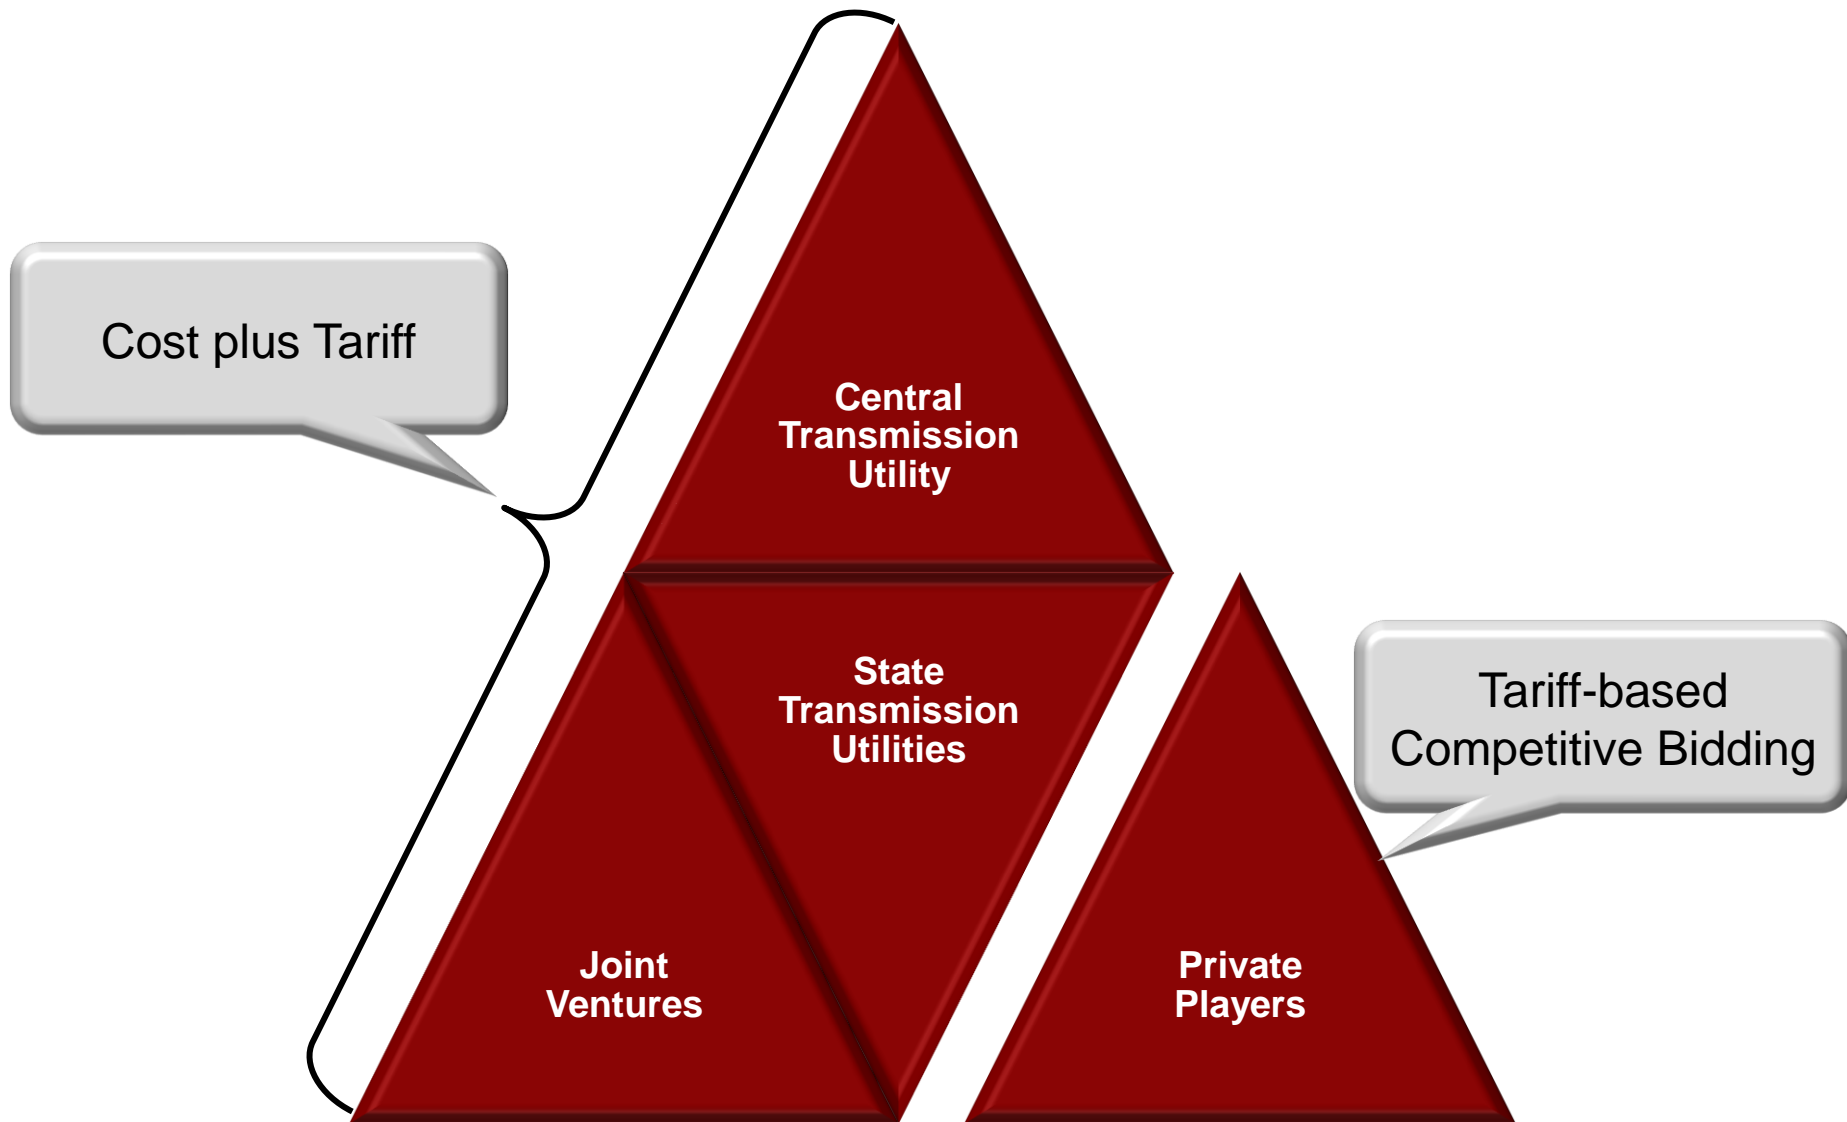 Cost plus Tariff
Central
Transmission
Utility
State
Transmission
Utilities
Tariff-based
Competitive Bidding
Joint
Ventures
Private
Players